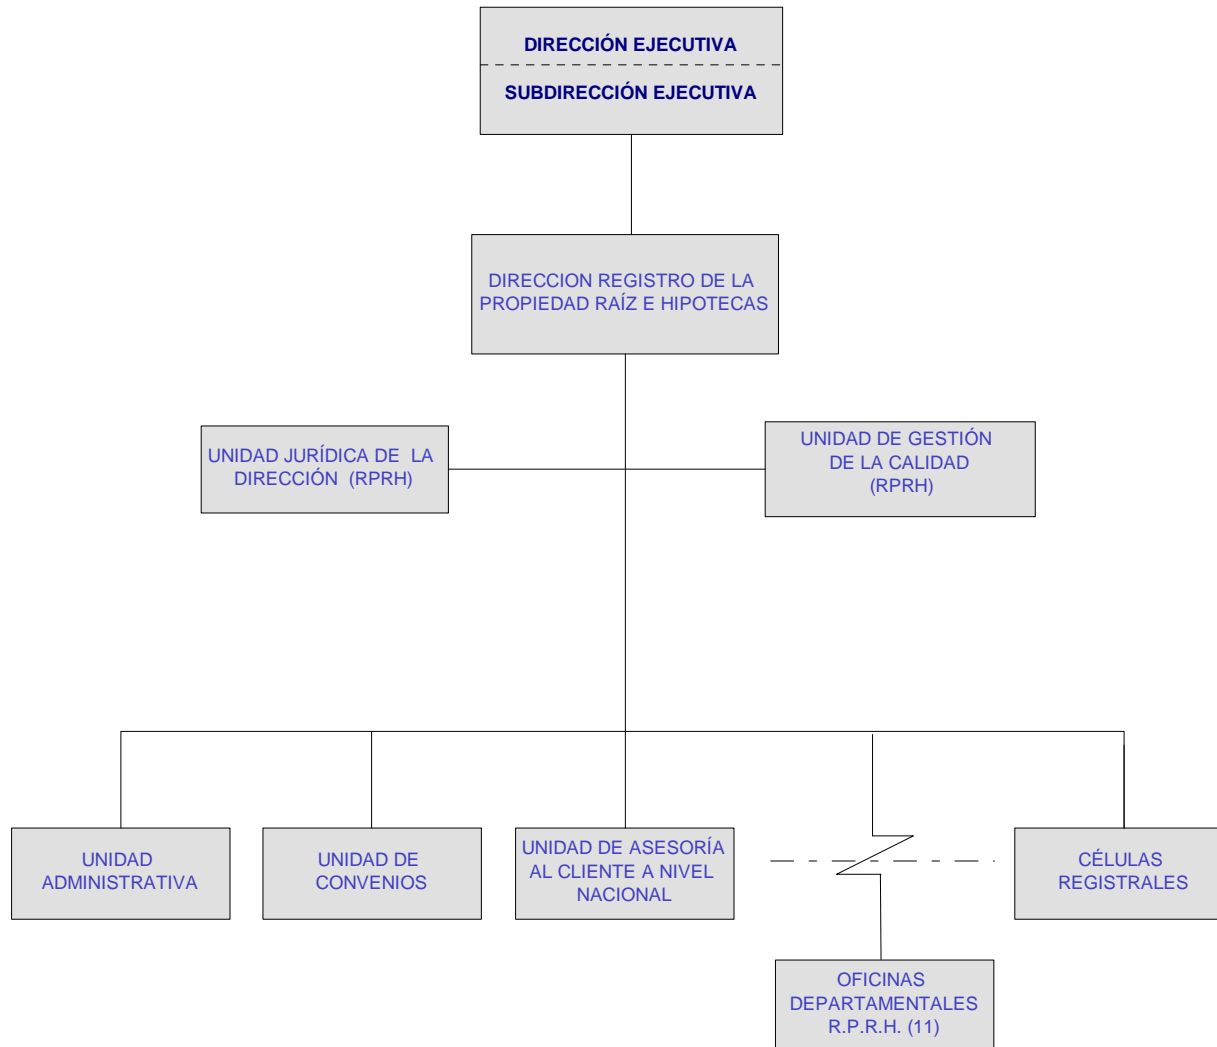 DIRECCIÓN EJECUTIVA
SUBDIRECCIÓN EJECUTIVA
DIRECCION REGISTRO DE LA
PROPIEDAD RAÍZ E HIPOTECAS
UNIDAD JURÍDICA DE LA
DIRECCIÓN (RPRH)
UNIDAD DE GESTIÓN
DE LA CALIDAD
(RPRH)
UNIDAD
ADMINISTRATIVA
UNIDAD DE
CONVENIOS
UNIDAD DE ASESORÍA
AL CLIENTE A NIVEL
NACIONAL
CÉLULAS
REGISTRALES
OFICINAS
DEPARTAMENTALES
R.P.R.H. (11)